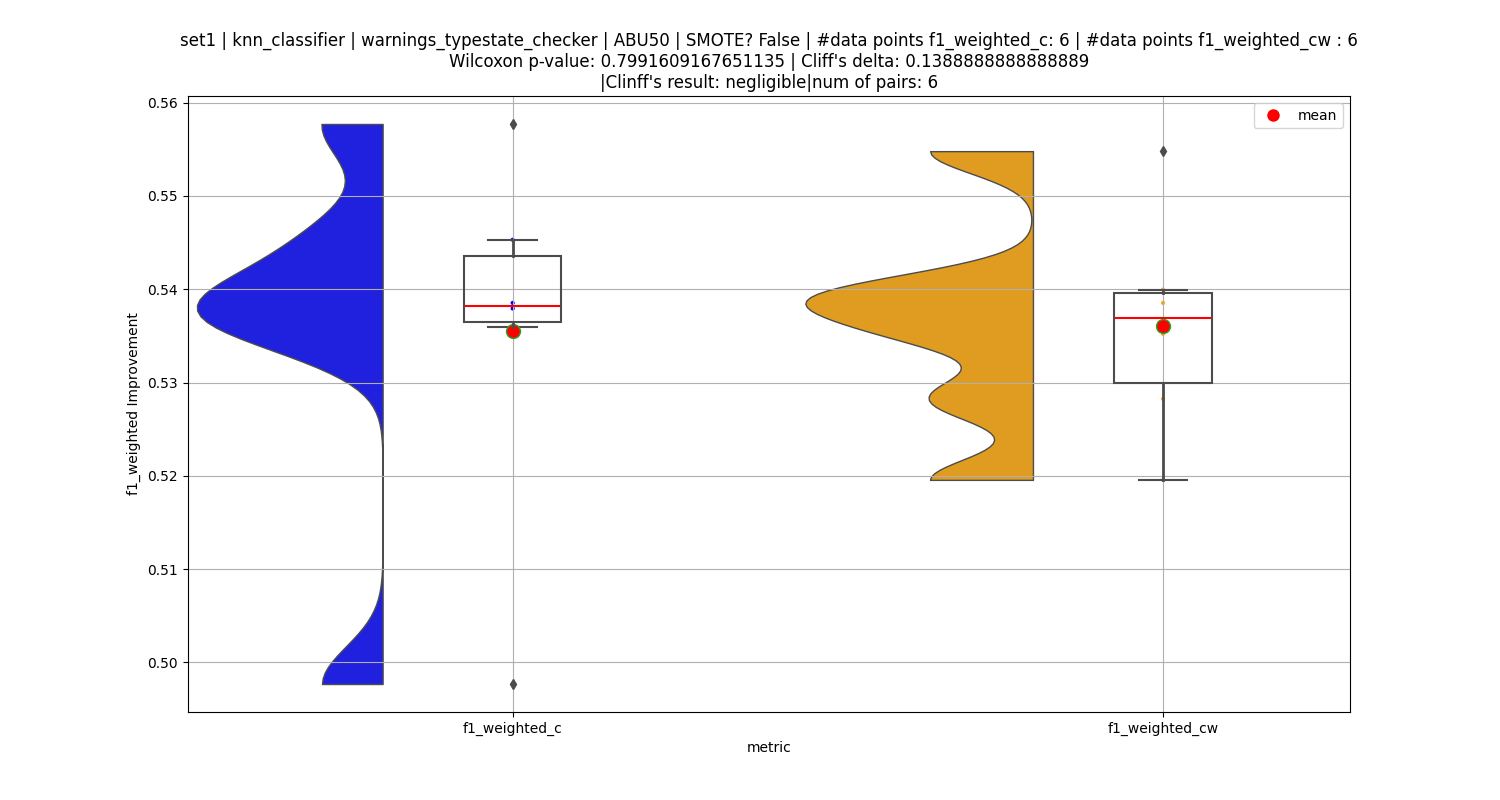 set1 | knn_classifier | warnings_typestate_checker | ABU50 | SMOTE? False | #data points f1_weighted_c: 6 | #data points f1_weighted_cw : 6
Wilcoxon p-value: 0.7991609167651135 | Cliff's delta: 0.1388888888888889
|Clinff's result: negligible|num of pairs: 6
mean
f1_weighted Improvement
0.56
0.55
0.54
0.53
0.52
0.51
0.50
f1_weighted_c
f1_weighted_cw
metric